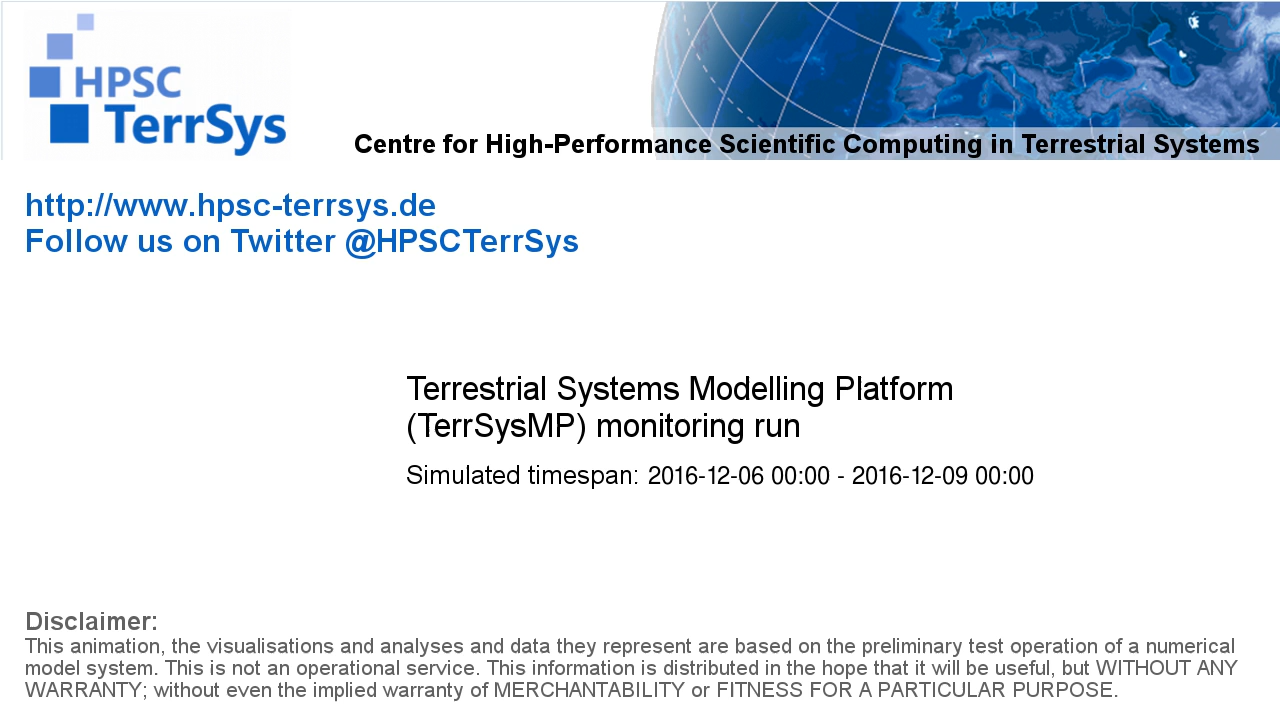 HPSC
TerrSys
Centre for High-Performance Scientific Computing in Terrestrial Systems
http://www.hpsc-terrsys.de
Follow us on Twitter @HPSCTerrSys
Terrestrial Systems Modelling Platform
(TerrSysMP) monitoring run
Simulated timespan: 2016-12-06 00:00 - 2016-12-09 00:00
Disclaimer:
This animation, the visualisations and analyses and data they represent are based on the preliminary test operation of a numerical
model system. This is not an operational service. This information is distributed in the hope that it will be useful, but WITHOUT ANY
WARRANTY; without even the implied warranty of MERCHANTABILITY or FITNESS FOR A PARTICULAR PURPOSE.